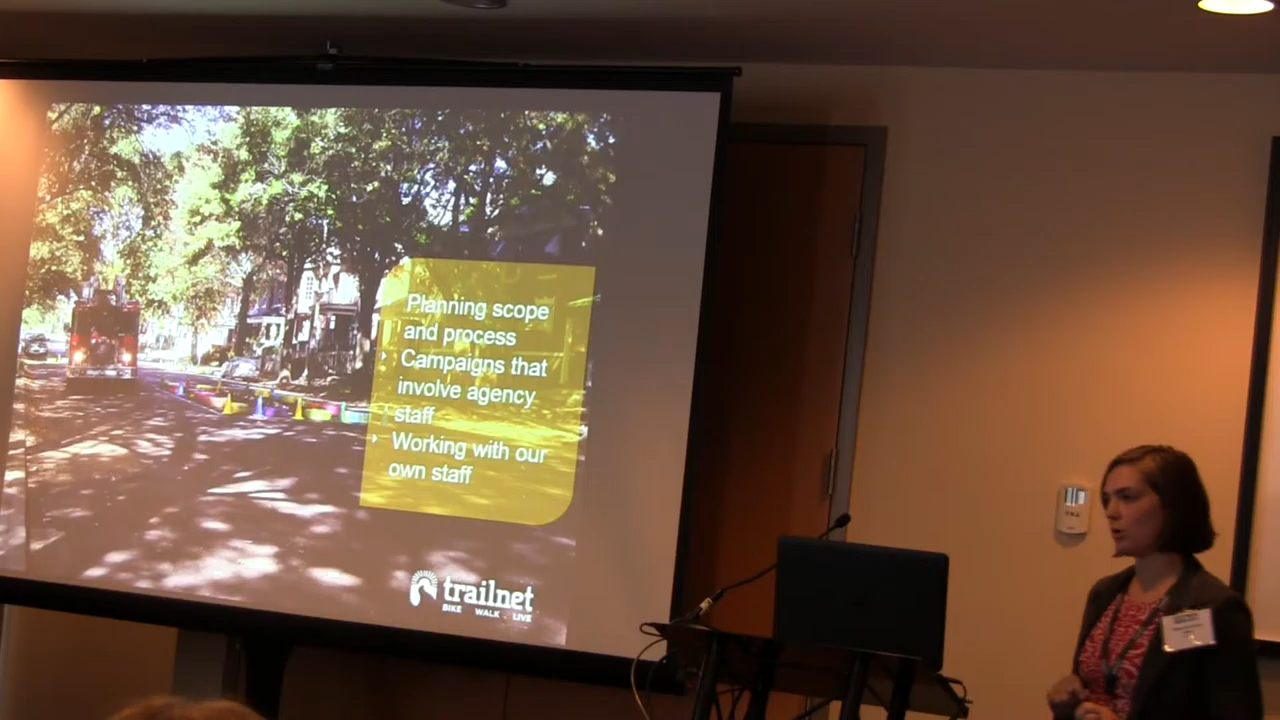 Planning scope
and process
Campaigns that
involve agency
staff
Working with our
own staff
trailnet
BIKE WALK LIVE